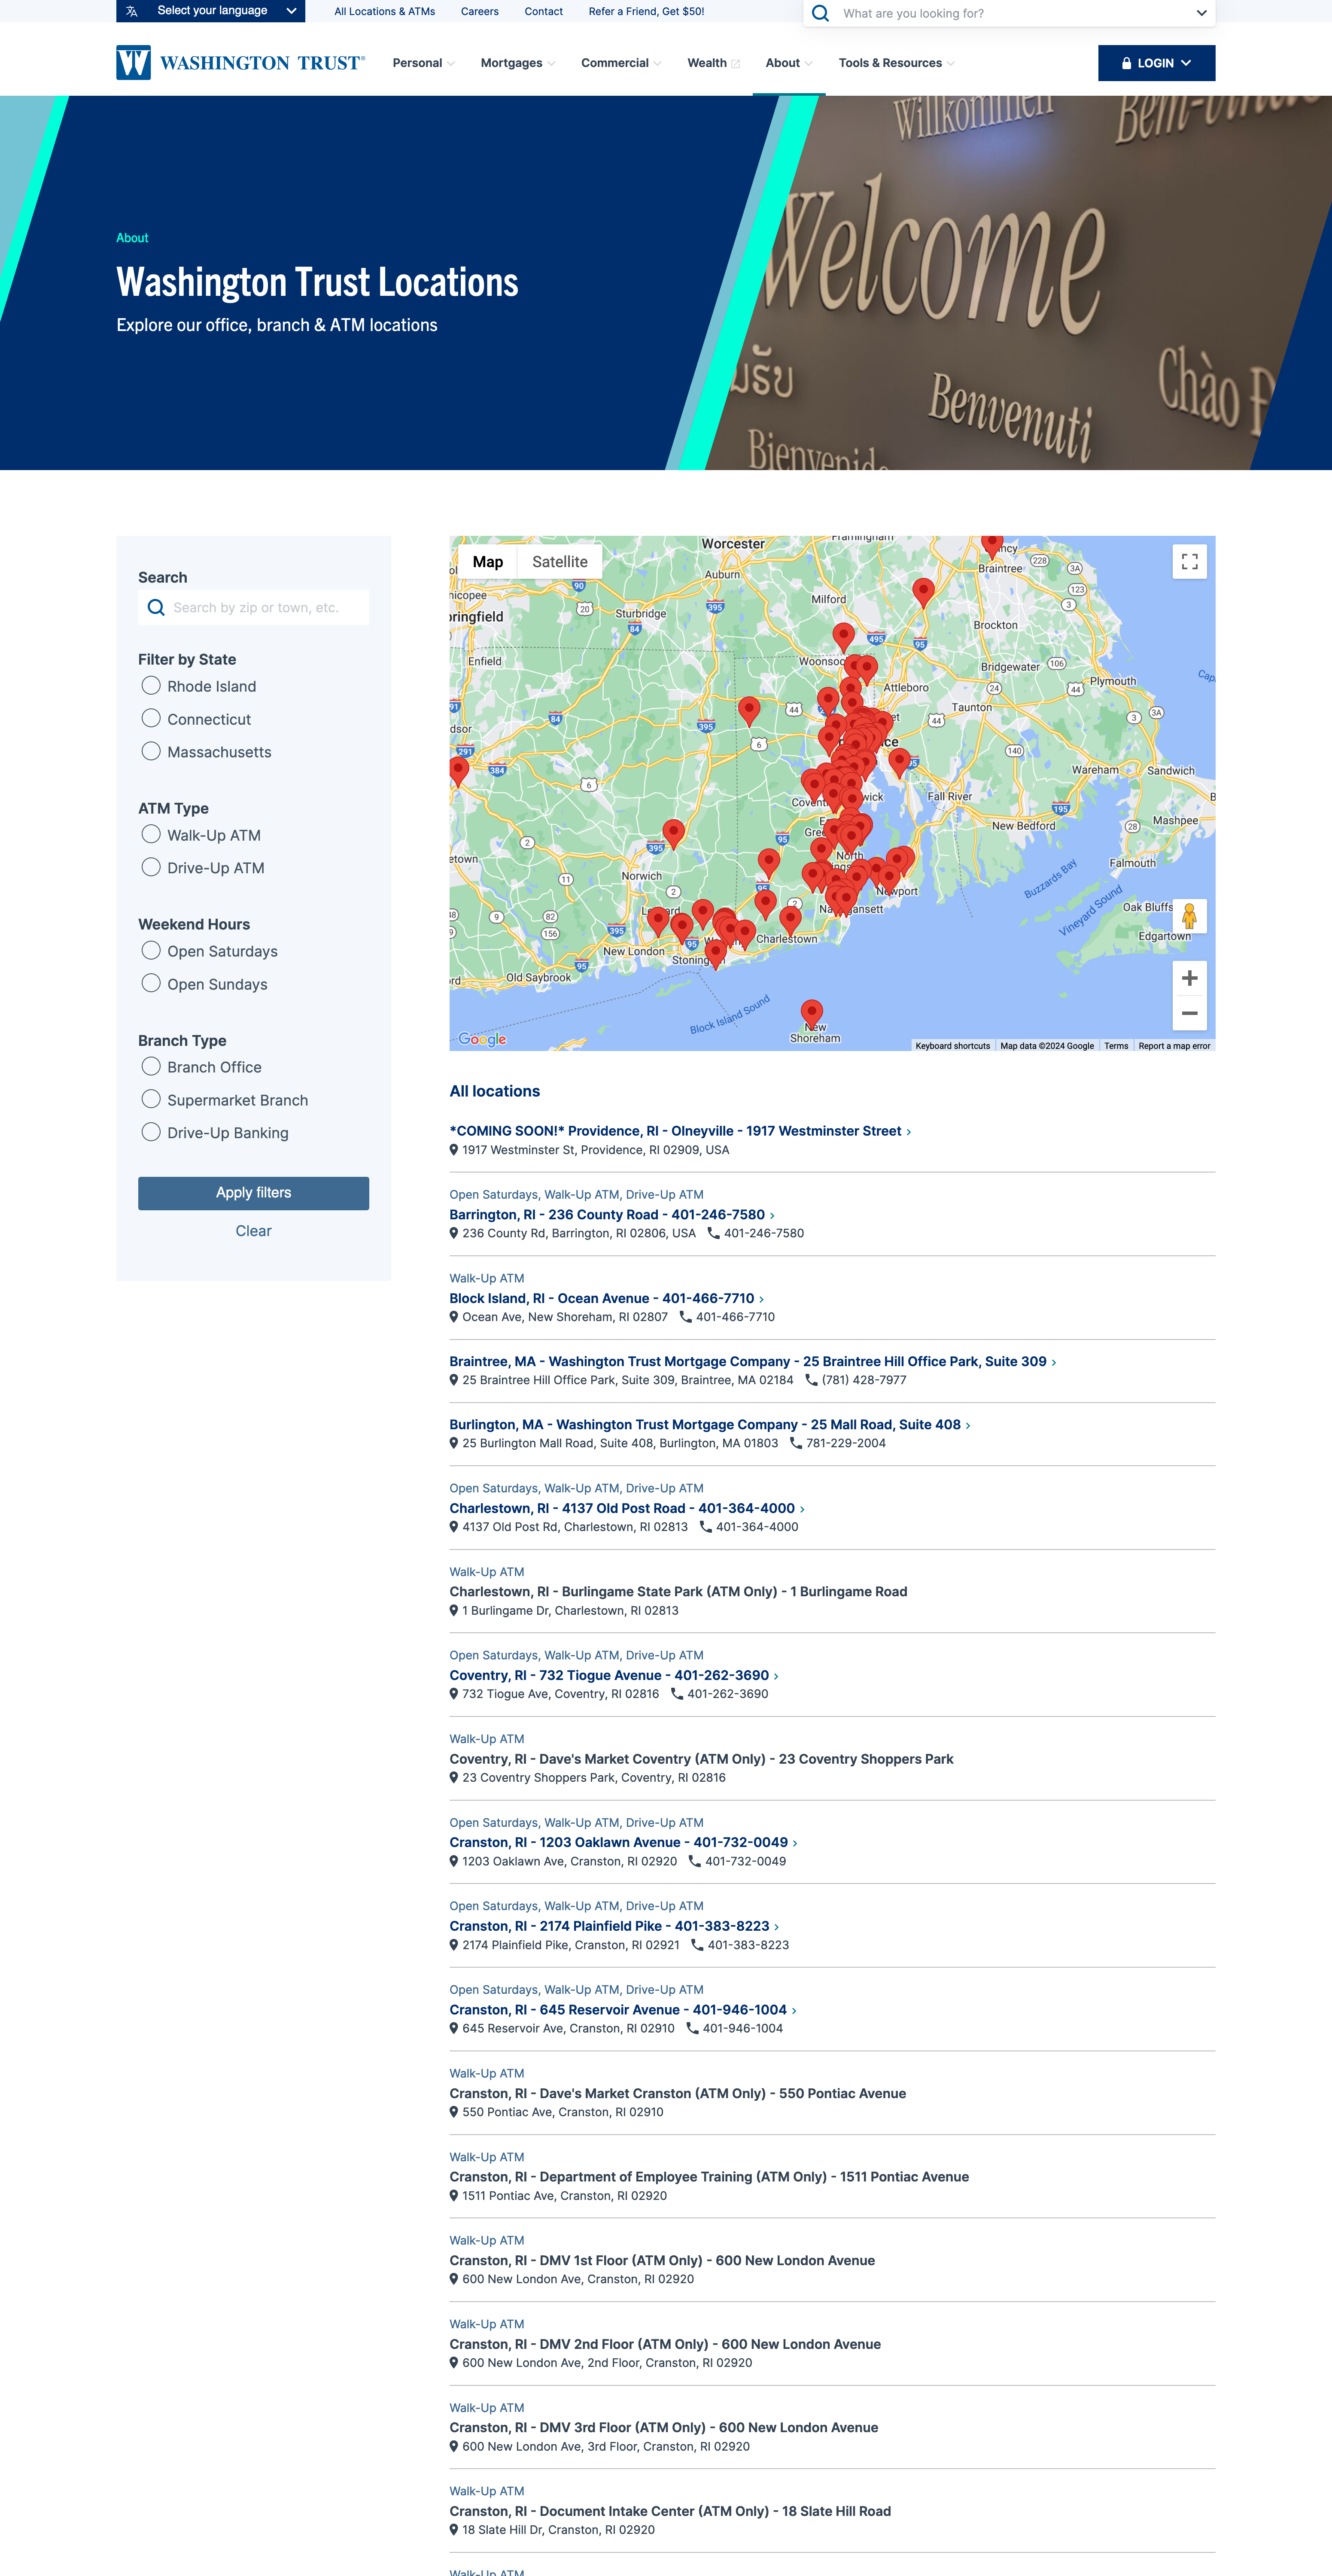 Select your language
All Locations & ATMs Careers Contact Refer a Friend, Get $50!
What are you looking for?
WASHINGTON TRUST®
Personal Mortgages Commercial Wealth About Tools & Resources
LOGIN
About
Washington Trust Locations
Explore our office, branch & ATM locations
Willkommen
Welcome
Benvenuti
Chào
Search
Search by zip or town, etc.
Filter by State
Rhode Island
Connecticut
Massachusetts
ATM Type
Walk-Up ATM
Drive-Up ATM
Weekend Hours
Open Saturdays
Open Sundays
Branch Type
Branch Office
Supermarket Branch
Drive-Up Banking
Apply filters
Clear
Map Satellite
Worcester
Auburn
Braintree
Milford
Sturbridge
Brockton
Enfield
Bridgewater
Plymouth
Attleboro
Taunton
Wareham
Sandwich
Fall River
New Bedford
Mashpee
Falmouth
Norwich
North
Newport
Buzzards Bay
Vineyard Sound
Oak Bluffs
Edgartown
Charlestown
New London
Old Saybrook
Block Island Sound
New
Shoreham
Google
Keyboard shortcuts Map data ©2024 Google Terms Report a map error
All locations
*COMING SOON!* Providence, RI - Olneyville - 1917 Westminster Street
1917 Westminster St, Providence, RI 02909, USA
Open Saturdays, Walk-Up ATM, Drive-Up ATM
Barrington, RI - 236 County Road - 401-246-7580
236 County Rd, Barrington, RI 02806, USA 401-246-7580
Walk-Up ATM
Block Island, RI - Ocean Avenue - 401-466-7710
Ocean Ave, New Shoreham, RI 02807 401-466-7710
Braintree, MA - Washington Trust Mortgage Company - 25 Braintree Hill Office Park, Suite 309
25 Braintree Hill Office Park, Suite 309, Braintree, MA 02184 (781) 428-7977
Burlington, MA - Washington Trust Mortgage Company - 25 Mall Road, Suite 408
25 Burlington Mall Road, Suite 408, Burlington, MA 01803 781-229-2004
Open Saturdays, Walk-Up ATM, Drive-Up ATM
Charlestown, RI - 4137 Old Post Road - 401-364-4000
4137 Old Post Rd, Charlestown, RI 02813 401-364-4000
Walk-Up ATM
Charlestown, RI - Burlingame State Park (ATM Only) - 1 Burlingame Road
1 Burlingame Dr, Charlestown, RI 02813
Open Saturdays, Walk-Up ATM, Drive-Up ATM
Coventry, RI - 732 Tiogue Avenue - 401-262-3690
732 Tiogue Ave, Coventry, RI 02816 401-262-3690
Walk-Up ATM
Coventry, RI - Dave's Market Coventry (ATM Only) - 23 Coventry Shoppers Park
23 Coventry Shoppers Park, Coventry, RI 02816
Open Saturdays, Walk-Up ATM, Drive-Up ATM
Cranston, RI - 1203 Oaklawn Avenue - 401-732-0049
1203 Oaklawn Ave, Cranston, RI 02920 401-732-0049
Open Saturdays, Walk-Up ATM, Drive-Up ATM
Cranston, RI - 2174 Plainfield Pike - 401-383-8223
2174 Plainfield Pike, Cranston, RI 02921 401-383-8223
Open Saturdays, Walk-Up ATM, Drive-Up ATM
Cranston, RI - 645 Reservoir Avenue - 401-946-1004
645 Reservoir Ave, Cranston, RI 02910 401-946-1004
Walk-Up ATM
Cranston, RI - Dave's Market Cranston (ATM Only) - 550 Pontiac Avenue
550 Pontiac Ave, Cranston, RI 02910
Walk-Up ATM
Cranston, RI - Department of Employee Training (ATM Only) - 1511 Pontiac Avenue
1511 Pontiac Ave, Cranston, RI 02920
Walk-Up ATM
Cranston, RI - DMV 1st Floor (ATM Only) - 600 New London Avenue
600 New London Ave, Cranston, RI 02920
Walk-Up ATM
Cranston, RI - DMV 2nd Floor (ATM Only) - 600 New London Avenue
600 New London Ave, 2nd Floor, Cranston, RI 02920
Walk-Up ATM
Cranston, RI - DMV 3rd Floor (ATM Only) - 600 New London Avenue
600 New London Ave, 3rd Floor, Cranston, RI 02920
Walk-Up ATM
Cranston, RI - Document Intake Center (ATM Only) - 18 Slate Hill Road
18 Slate Hill Dr, Cranston, RI 02920
Walk-Up ATM